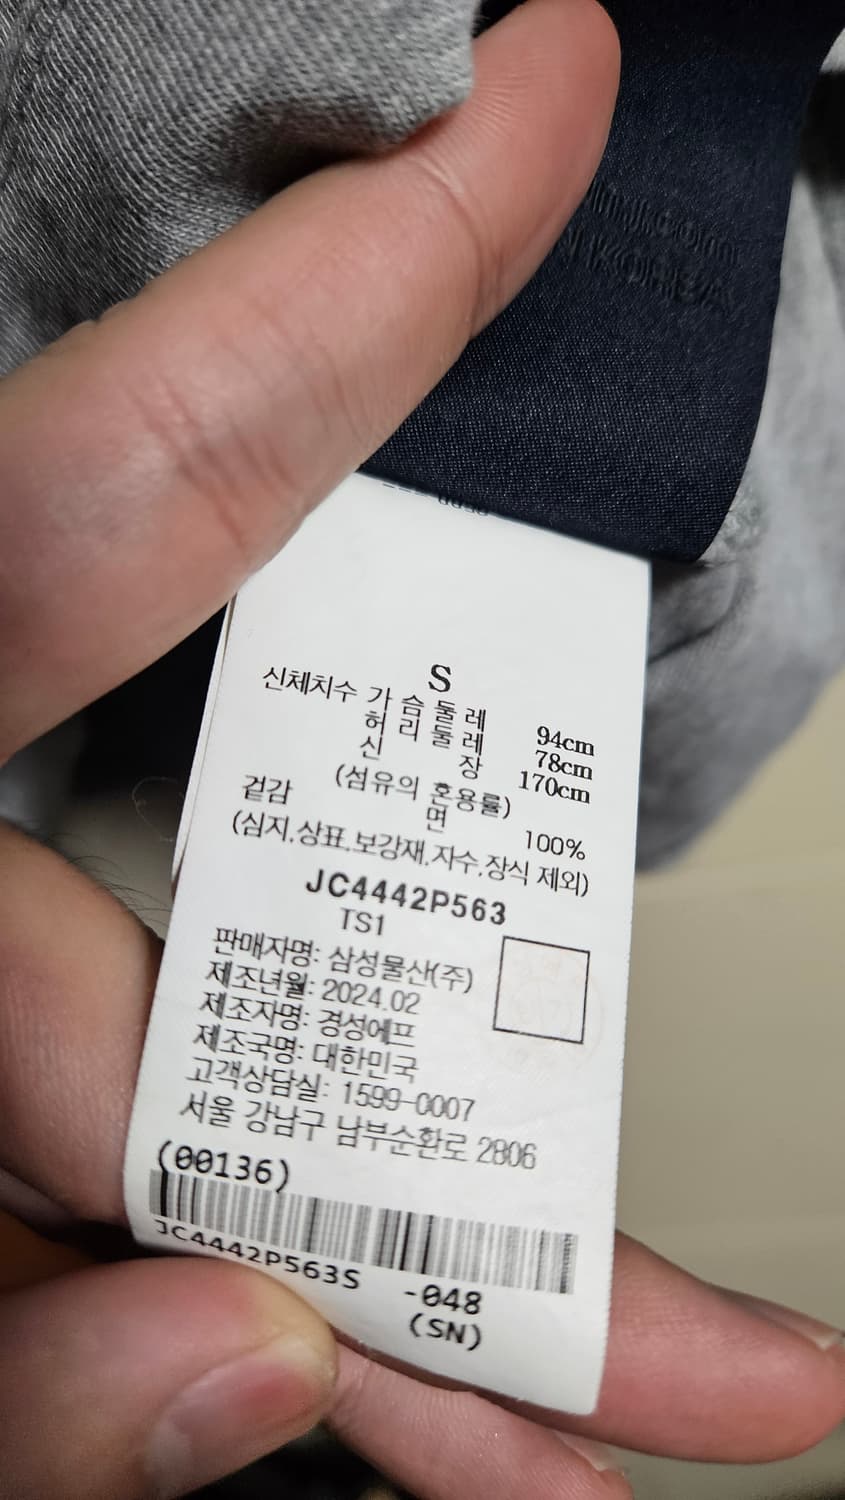 S
신체치수 가슴둘레 94cm
허리둘레 78cm
신장 170cm
(섬유의 혼용률)
겉감 면 100%
(심지,상표,보강재,자수,장식 제외)
JC4442P563
TS1
판매자명: 삼성물산(주)
제조년월: 2024.02
제조자명: 경성에프
제조국명: 대한민국
고객상담실: 1599-0007
서울 강남구 남부순환로 2806
(00136)
JC4442P563S -048
(SN)